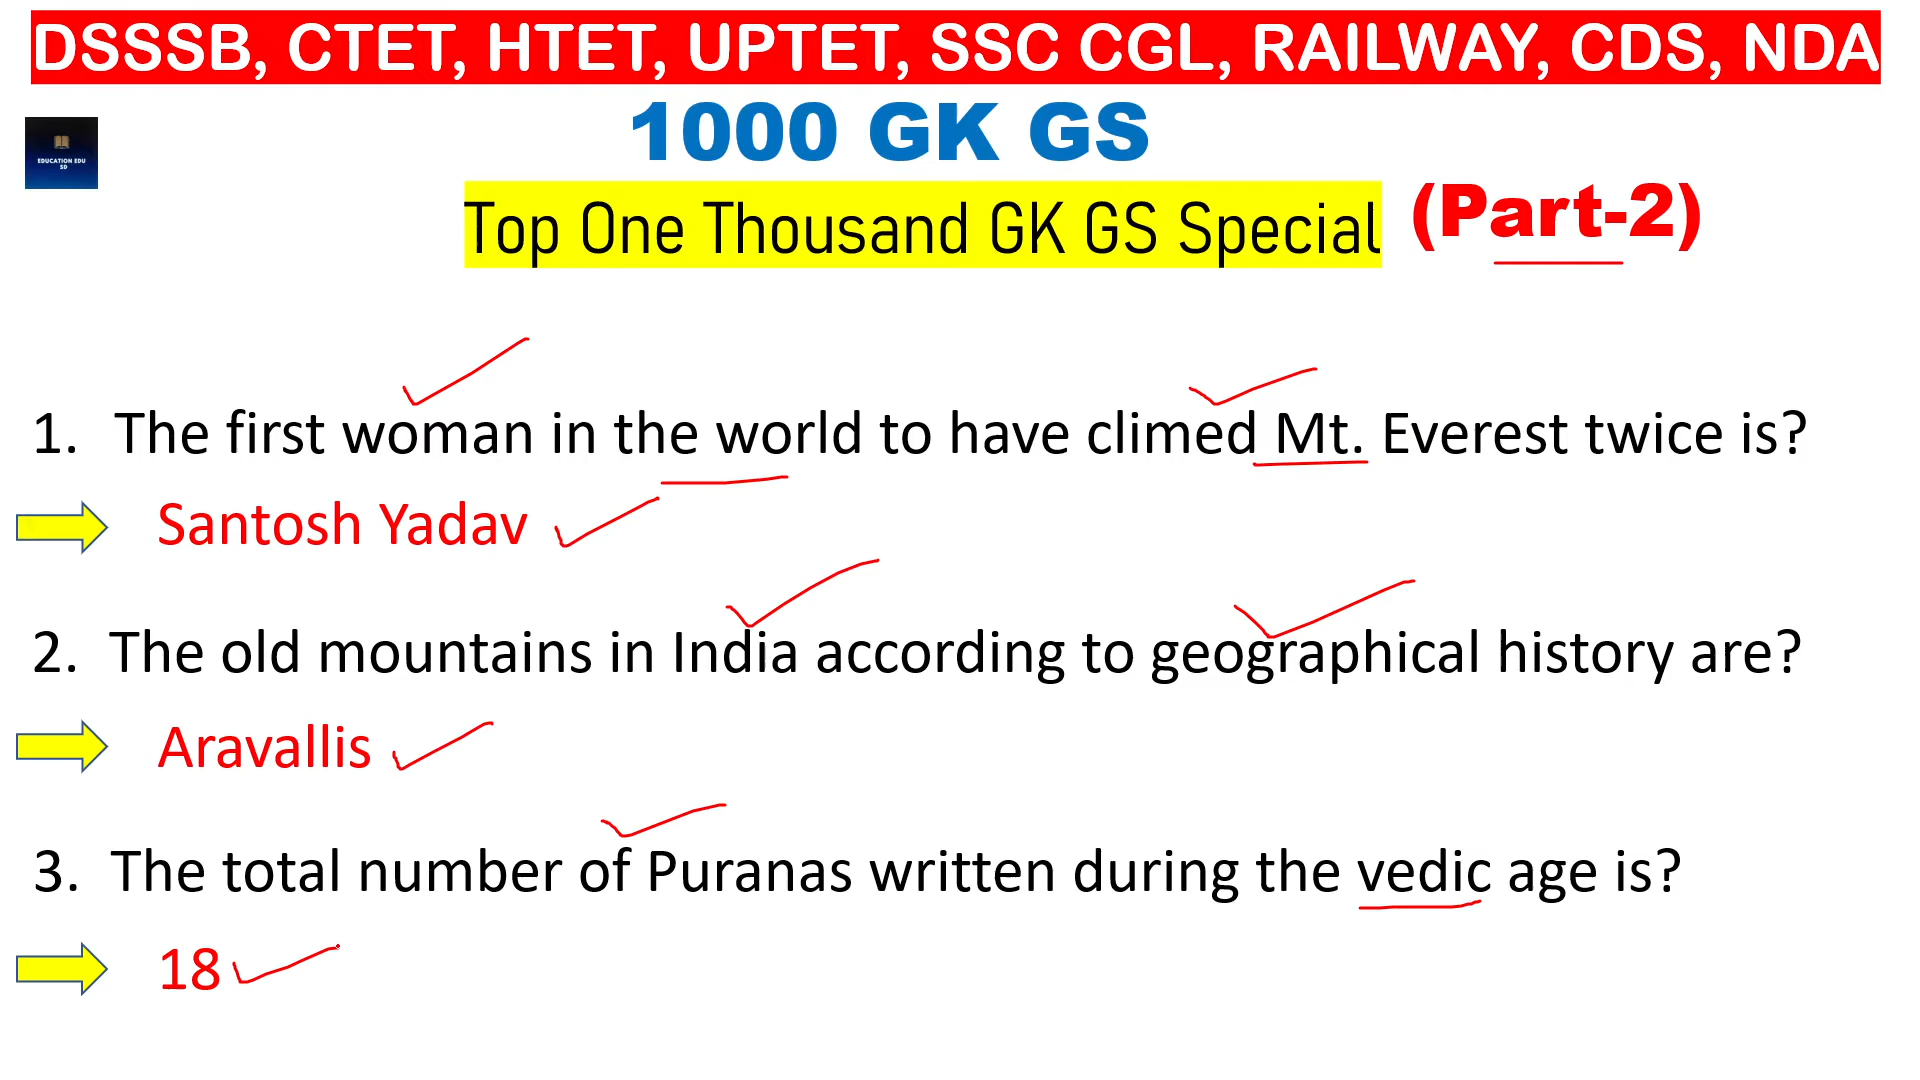 DSSSB, CTET, HTET, UPTET, SSC CGL, RAILWAY, CDS, NDA
1000 GK GS
EDUCATION EDU
SD
Top One Thousand GK GS Special (Part-2)
1. The first woman in the world to have climed Mt. Everest twice is?
Santosh Yadav
2. The old mountains in India according to geographical history are?
Aravallis
3. The total number of Puranas written during the vedic age is?
18